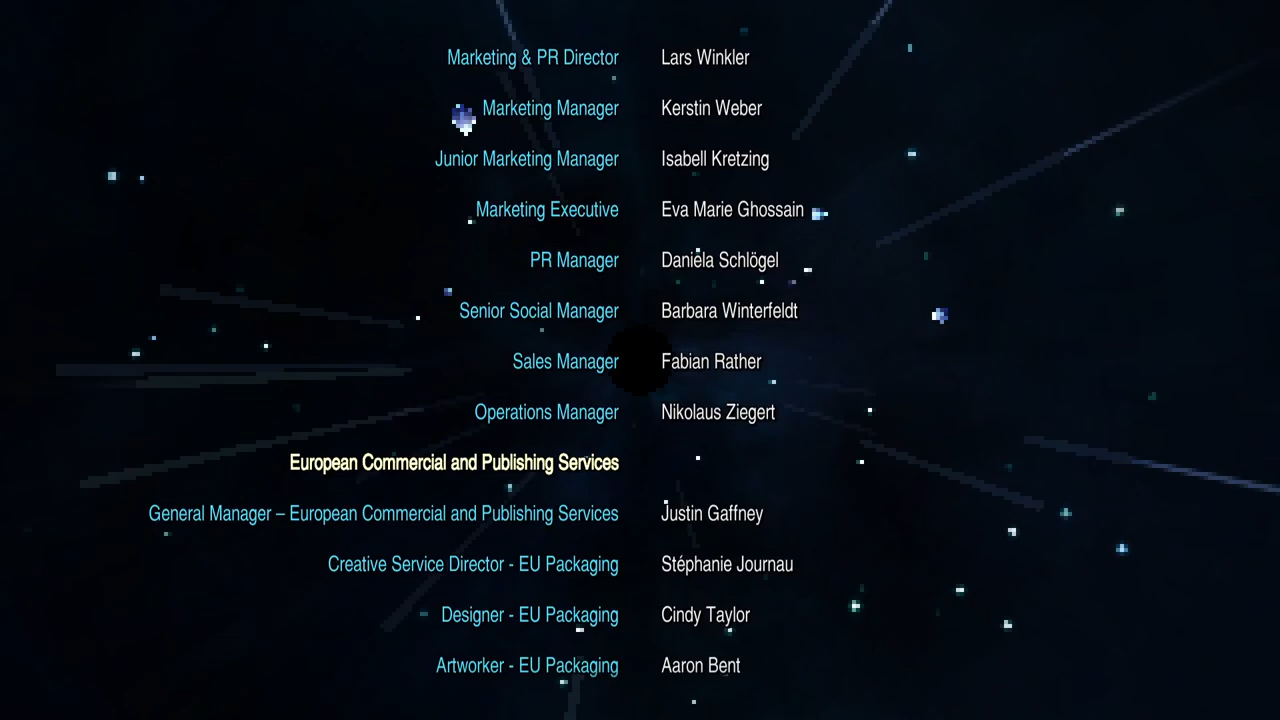 Marketing & PR Director Lars Winkler
Marketing Manager Kerstin Weber
Junior Marketing Manager Isabell Kretzing
Marketing Executive Eva Marie Ghossain
PR Manager Daniela Schlögel
Senior Social Manager Barbara Winterfeldt
Sales Manager Fabian Rather
Operations Manager Nikolaus Ziegert
European Commercial and Publishing Services
General Manager – European Commercial and Publishing Services Justin Gaffney
Creative Service Director - EU Packaging Stéphanie Journau
Designer - EU Packaging Cindy Taylor
Artworker - EU Packaging Aaron Bent